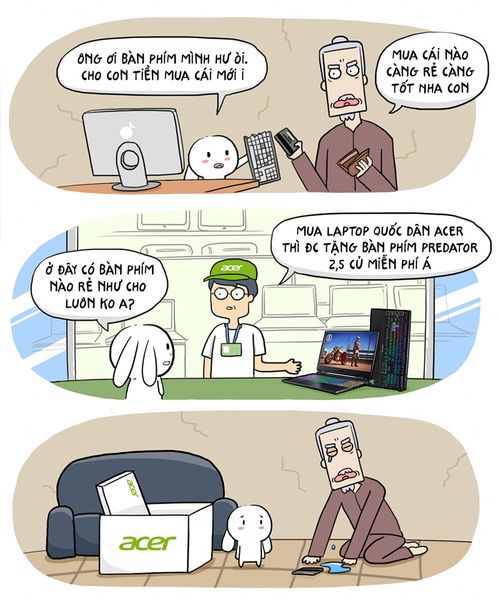 ÔNG ƠI BÀN PHÍM MÌNH HƯ ÒI.
CHO CON TIỀN MUA CÁI MỚI I
MUA CÁI NÀO
CÀNG RẺ CÀNG
TỐT NHA CON
MUA LAPTOP QUỐC DÂN ACER
THÌ ĐC TẶNG BÀN PHÍM PREDATOR
2,5 CỦ MIỄN PHÍ Á
Ở ĐÂY CÓ BÀN PHÍM
NÀO RẺ NHƯ CHO
LUÔN KO A?
acer
acer
acer